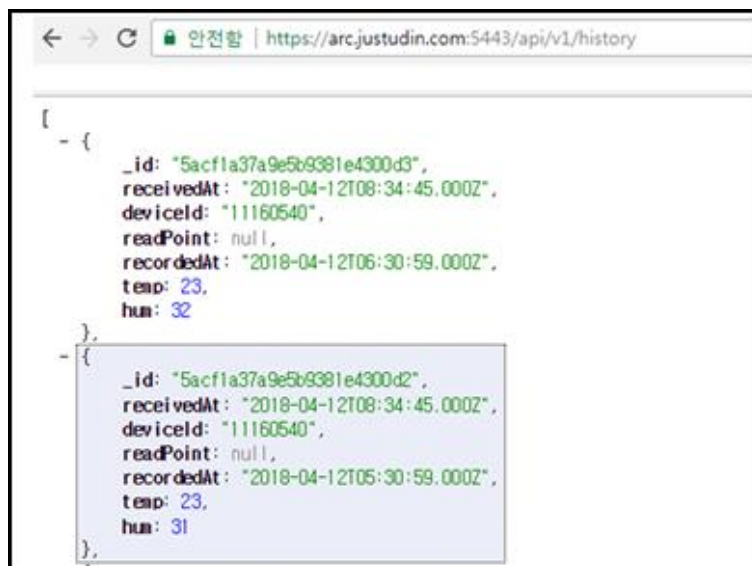 안전함 | https://arc.justudin.com:5443/api/v1/history
[
- {
_id: "5acf1a37a9e5b9381e4300d3",
receivedAt: "2018-04-12T08:34:45.000Z",
deviceId: "11160540",
readPoint: null,
recordedAt: "2018-04-12T06:30:59.000Z",
temp: 23,
hum: 32
},
- {
_id: "5acf1a37a9e5b9381e4300d2",
receivedAt: "2018-04-12T08:34:45.000Z",
deviceId: "11160540",
readPoint: null,
recordedAt: "2018-04-12T05:30:59.000Z",
temp: 23,
hum: 31
},